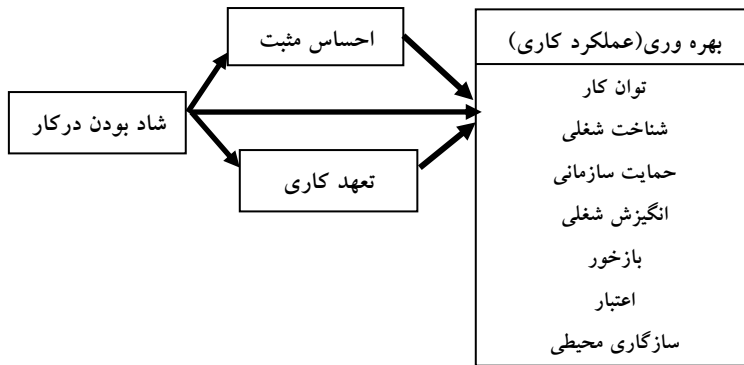 احساس مثبت
شاد بودن درکار
تعهد کاری
بهره وری(عملکرد کاری)
توان کار
شناخت شغلی
حمایت سازمانی
انگیزش شغلی
بازخور
اعتبار
سازگاری محیطی